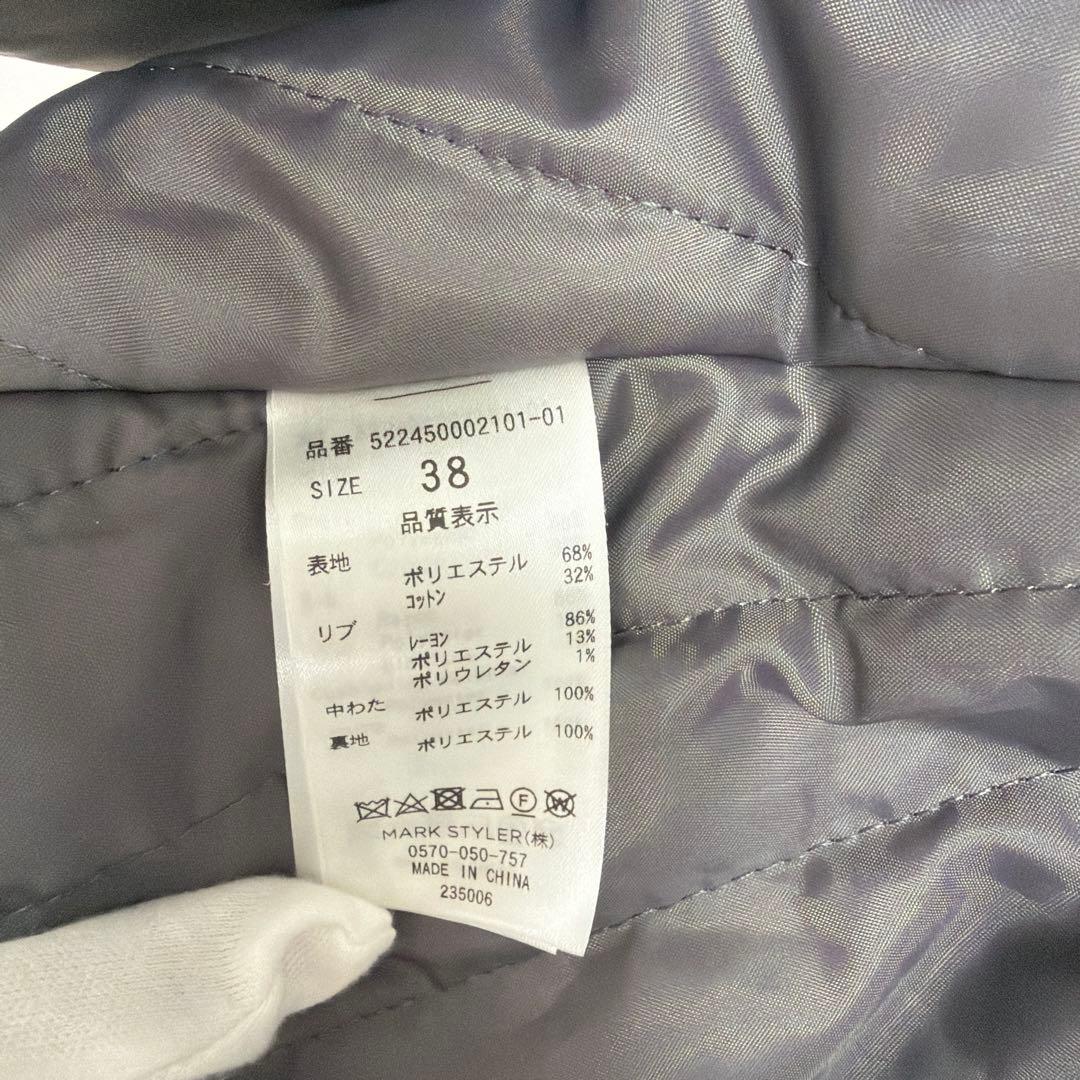 品番 522450002101-01
SIZE 38
品質表示
表地 ポリエステル 68%
コットン 32%
リブ レーヨン 86%
ポリエステル 13%
ポリウレタン 1%
中わた ポリエステル 100%
裏地 ポリエステル 100%
MARK STYLER(株)
0570-050-757
MADE IN CHINA
235006